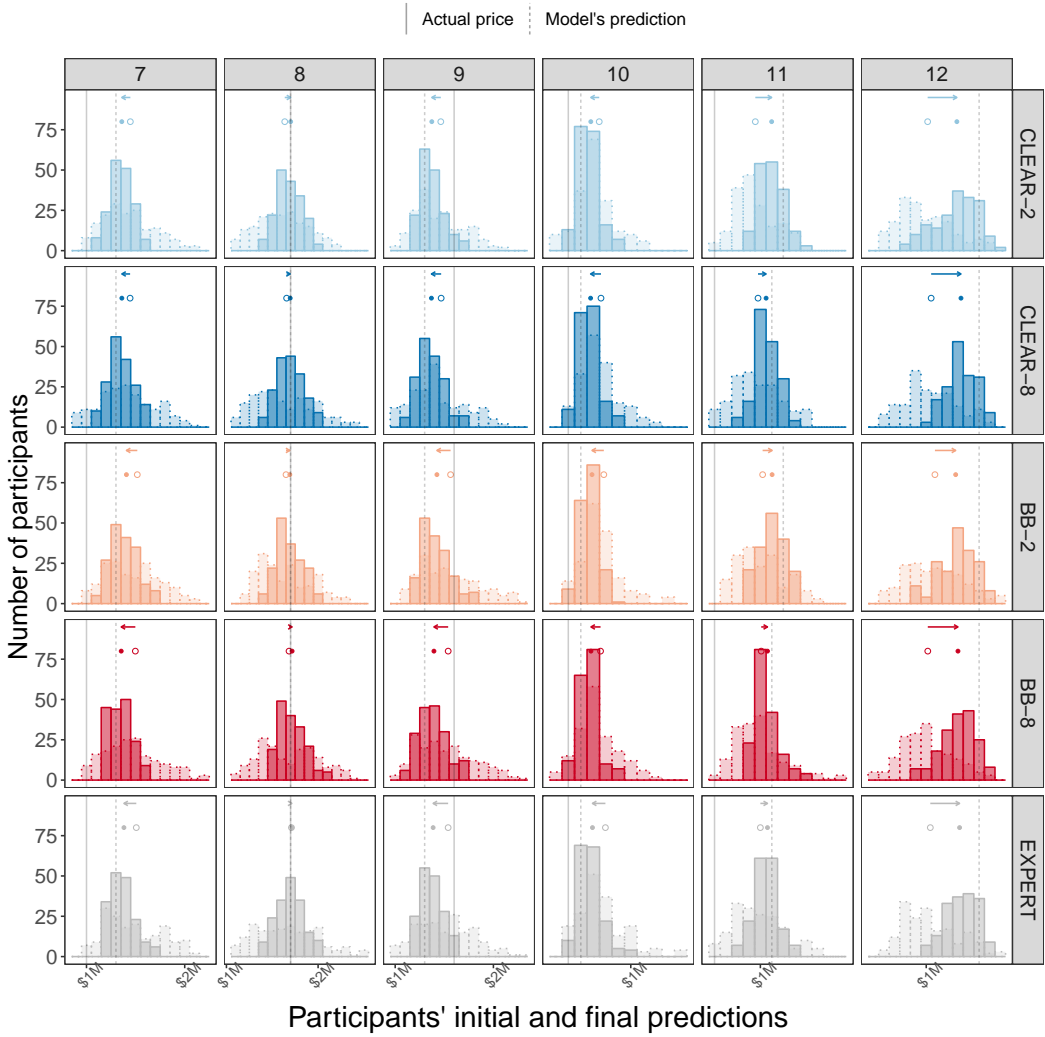 Actual price Model's prediction
7 8 9 10 11 12
Number of participants
75
50
25
0
CLEAR−2
75
50
25
0
CLEAR−8
75
50
25
0
BB−2
75
50
25
0
BB−8
75
50
25
0
EXPERT
$1M $2M $1M $2M $1M $2M $1M $1M $1M
Participants' initial and final predictions